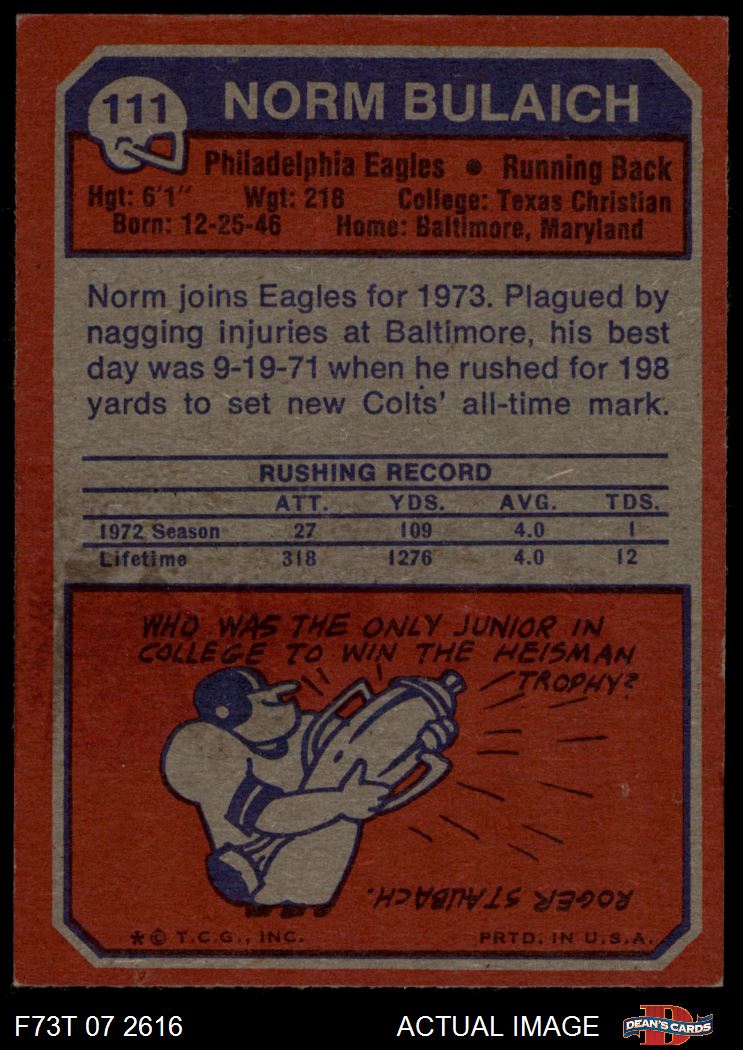 111
NORM BULAICH
Philadelphia Eagles • Running Back
Hgt: 6'1" Wgt: 218 College: Texas Christian
Born: 12-25-46 Home: Baltimore, Maryland
Norm joins Eagles for 1973. Plagued by
nagging injuries at Baltimore, his best
day was 9-19-71 when he rushed for 198
yards to set new Colts' all-time mark.
RUSHING RECORD
ATT. YDS. AVG. TDS.
1972 Season 27 109 4.0 1
Lifetime 318 1276 4.0 12
WHO WAS THE ONLY JUNIOR IN
COLLEGE TO WIN THE HEISMAN
TROPHY?
ROGER STAUBACH.
* © T.C.G., INC. PRTD. IN U.S.A.
F73T 07 2616 ACTUAL IMAGE D DEAN'S CARDS